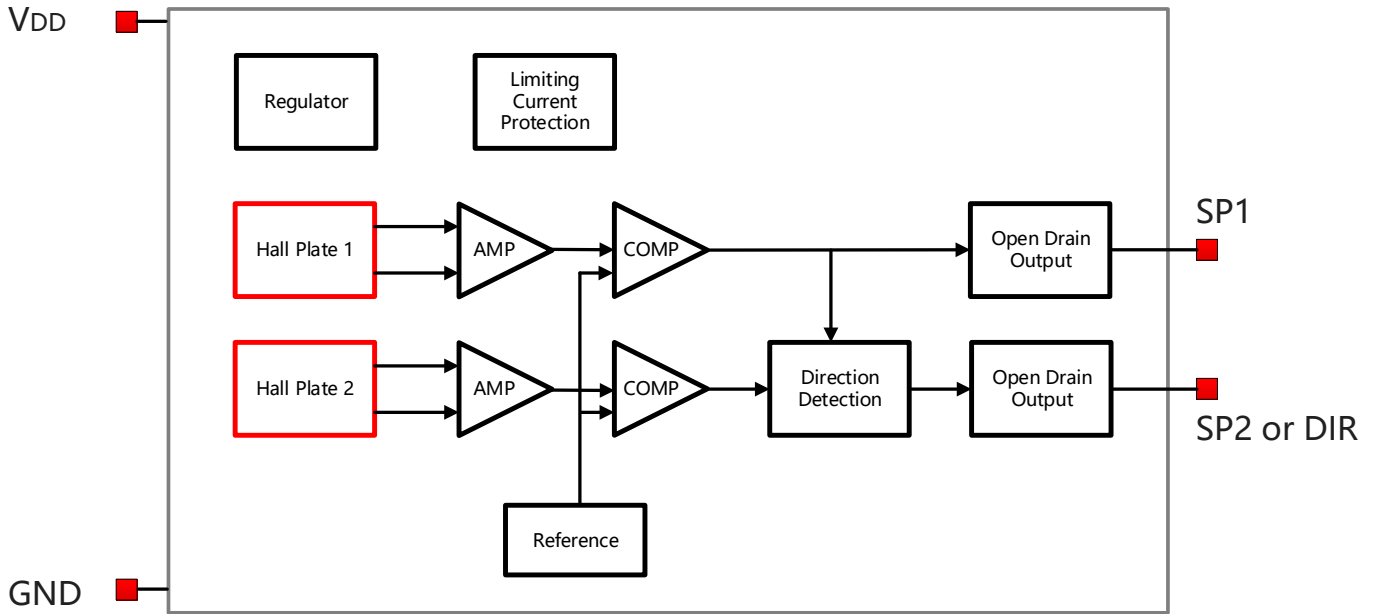 VDD
Regulator
Limiting
Current
Protection
Hall Plate 1
AMP
COMP
Open Drain
Output
SP1
Hall Plate 2
AMP
COMP
Direction
Detection
Open Drain
Output
SP2 or DIR
Reference
GND